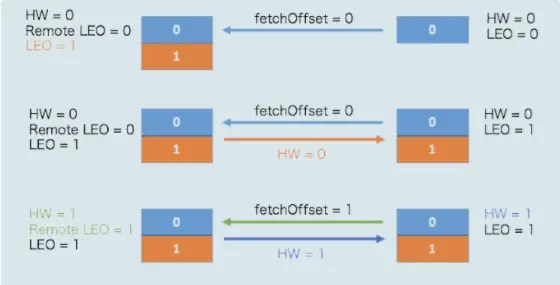 HW = 0
Remote LEO = 0
LEO = 1
0
1
fetchOffset = 0
0
HW = 0
LEO = 0
HW = 0
Remote LEO = 0
LEO = 1
0
1
fetchOffset = 0
HW = 0
0
1
HW = 0
LEO = 1
HW = 1
Remote LEO = 1
LEO = 1
0
1
fetchOffset = 1
HW = 1
0
1
HW = 1
LEO = 1